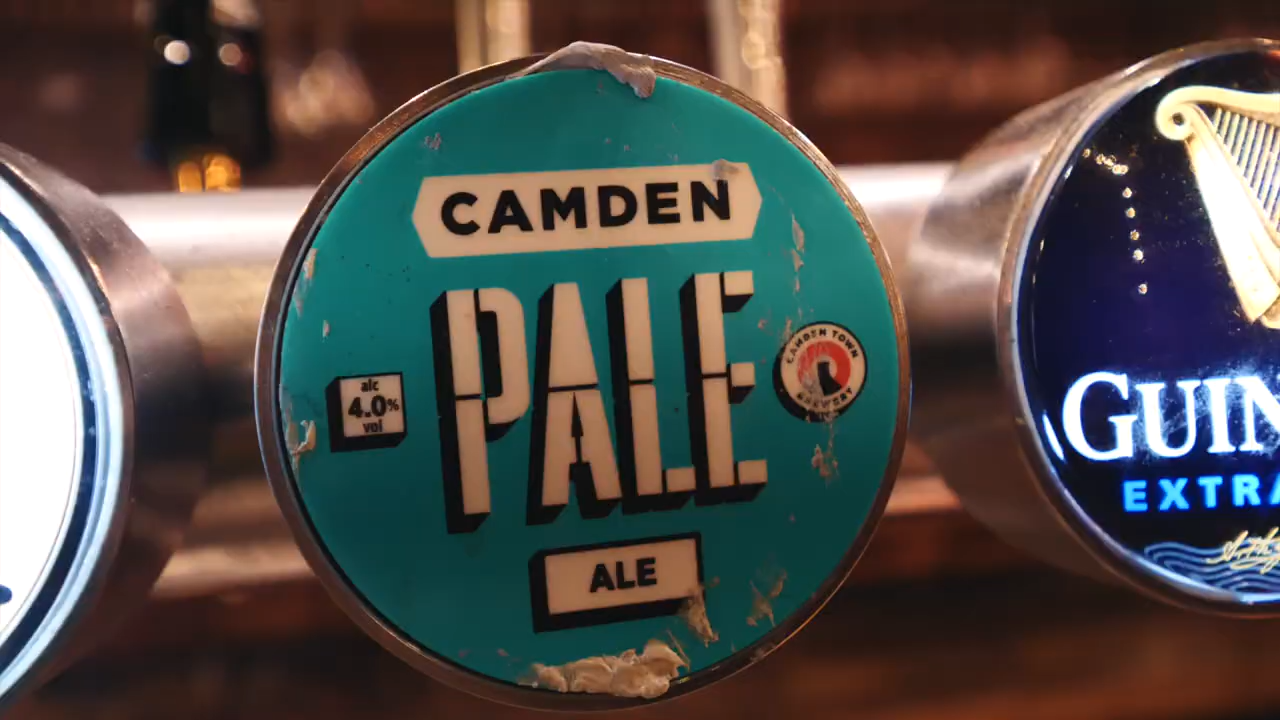 CAMDEN
PALE
alc
4.0%
vol
CAMDEN TOWN
BREWERY
ALE
GUIN
EXTRA